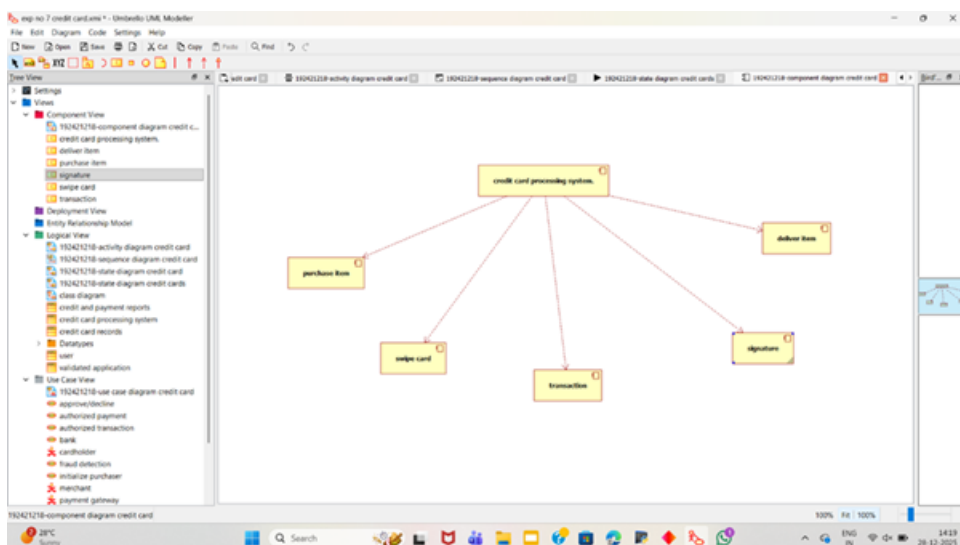 exp no 7 credit card.xmi * - Umbrello UML Modeller
File Edit Diagram Code Settings Help
New Open Save Cut Copy Paste Find
XYZ
Tree View
edit card
192421218-activity diagram credit card
192421218-sequence diagram credit card
192421218-state diagram credit cards
192421218-component diagram credit card
Bird'...
Settings
Views
Component View
192421218-component diagram credit c...
credit card processing system.
deliver item
purchase item
signature
swipe card
transaction
Deployment View
Entity Relationship Model
Logical View
192421218-activity diagram credit card
192421218-sequence diagram credit card
192421218-state diagram credit card
192421218-state diagram credit cards
class diagram
credit and payment reports
credit card processing system
credit card records
Datatypes
user
validated application
Use Case View
192421218-use case diagram credit card
approve/decline
authorized payment
authorized transaction
bank
cardholder
fraud detection
initialize purchaser
merchant
payment gateway
credit card processing system.
deliver item
purchase item
swipe card
signature
transaction
192421218-component diagram credit card
100% Fit 100%
28°C
Sunny
Search
ENG
IN
14:19
28-12-2025